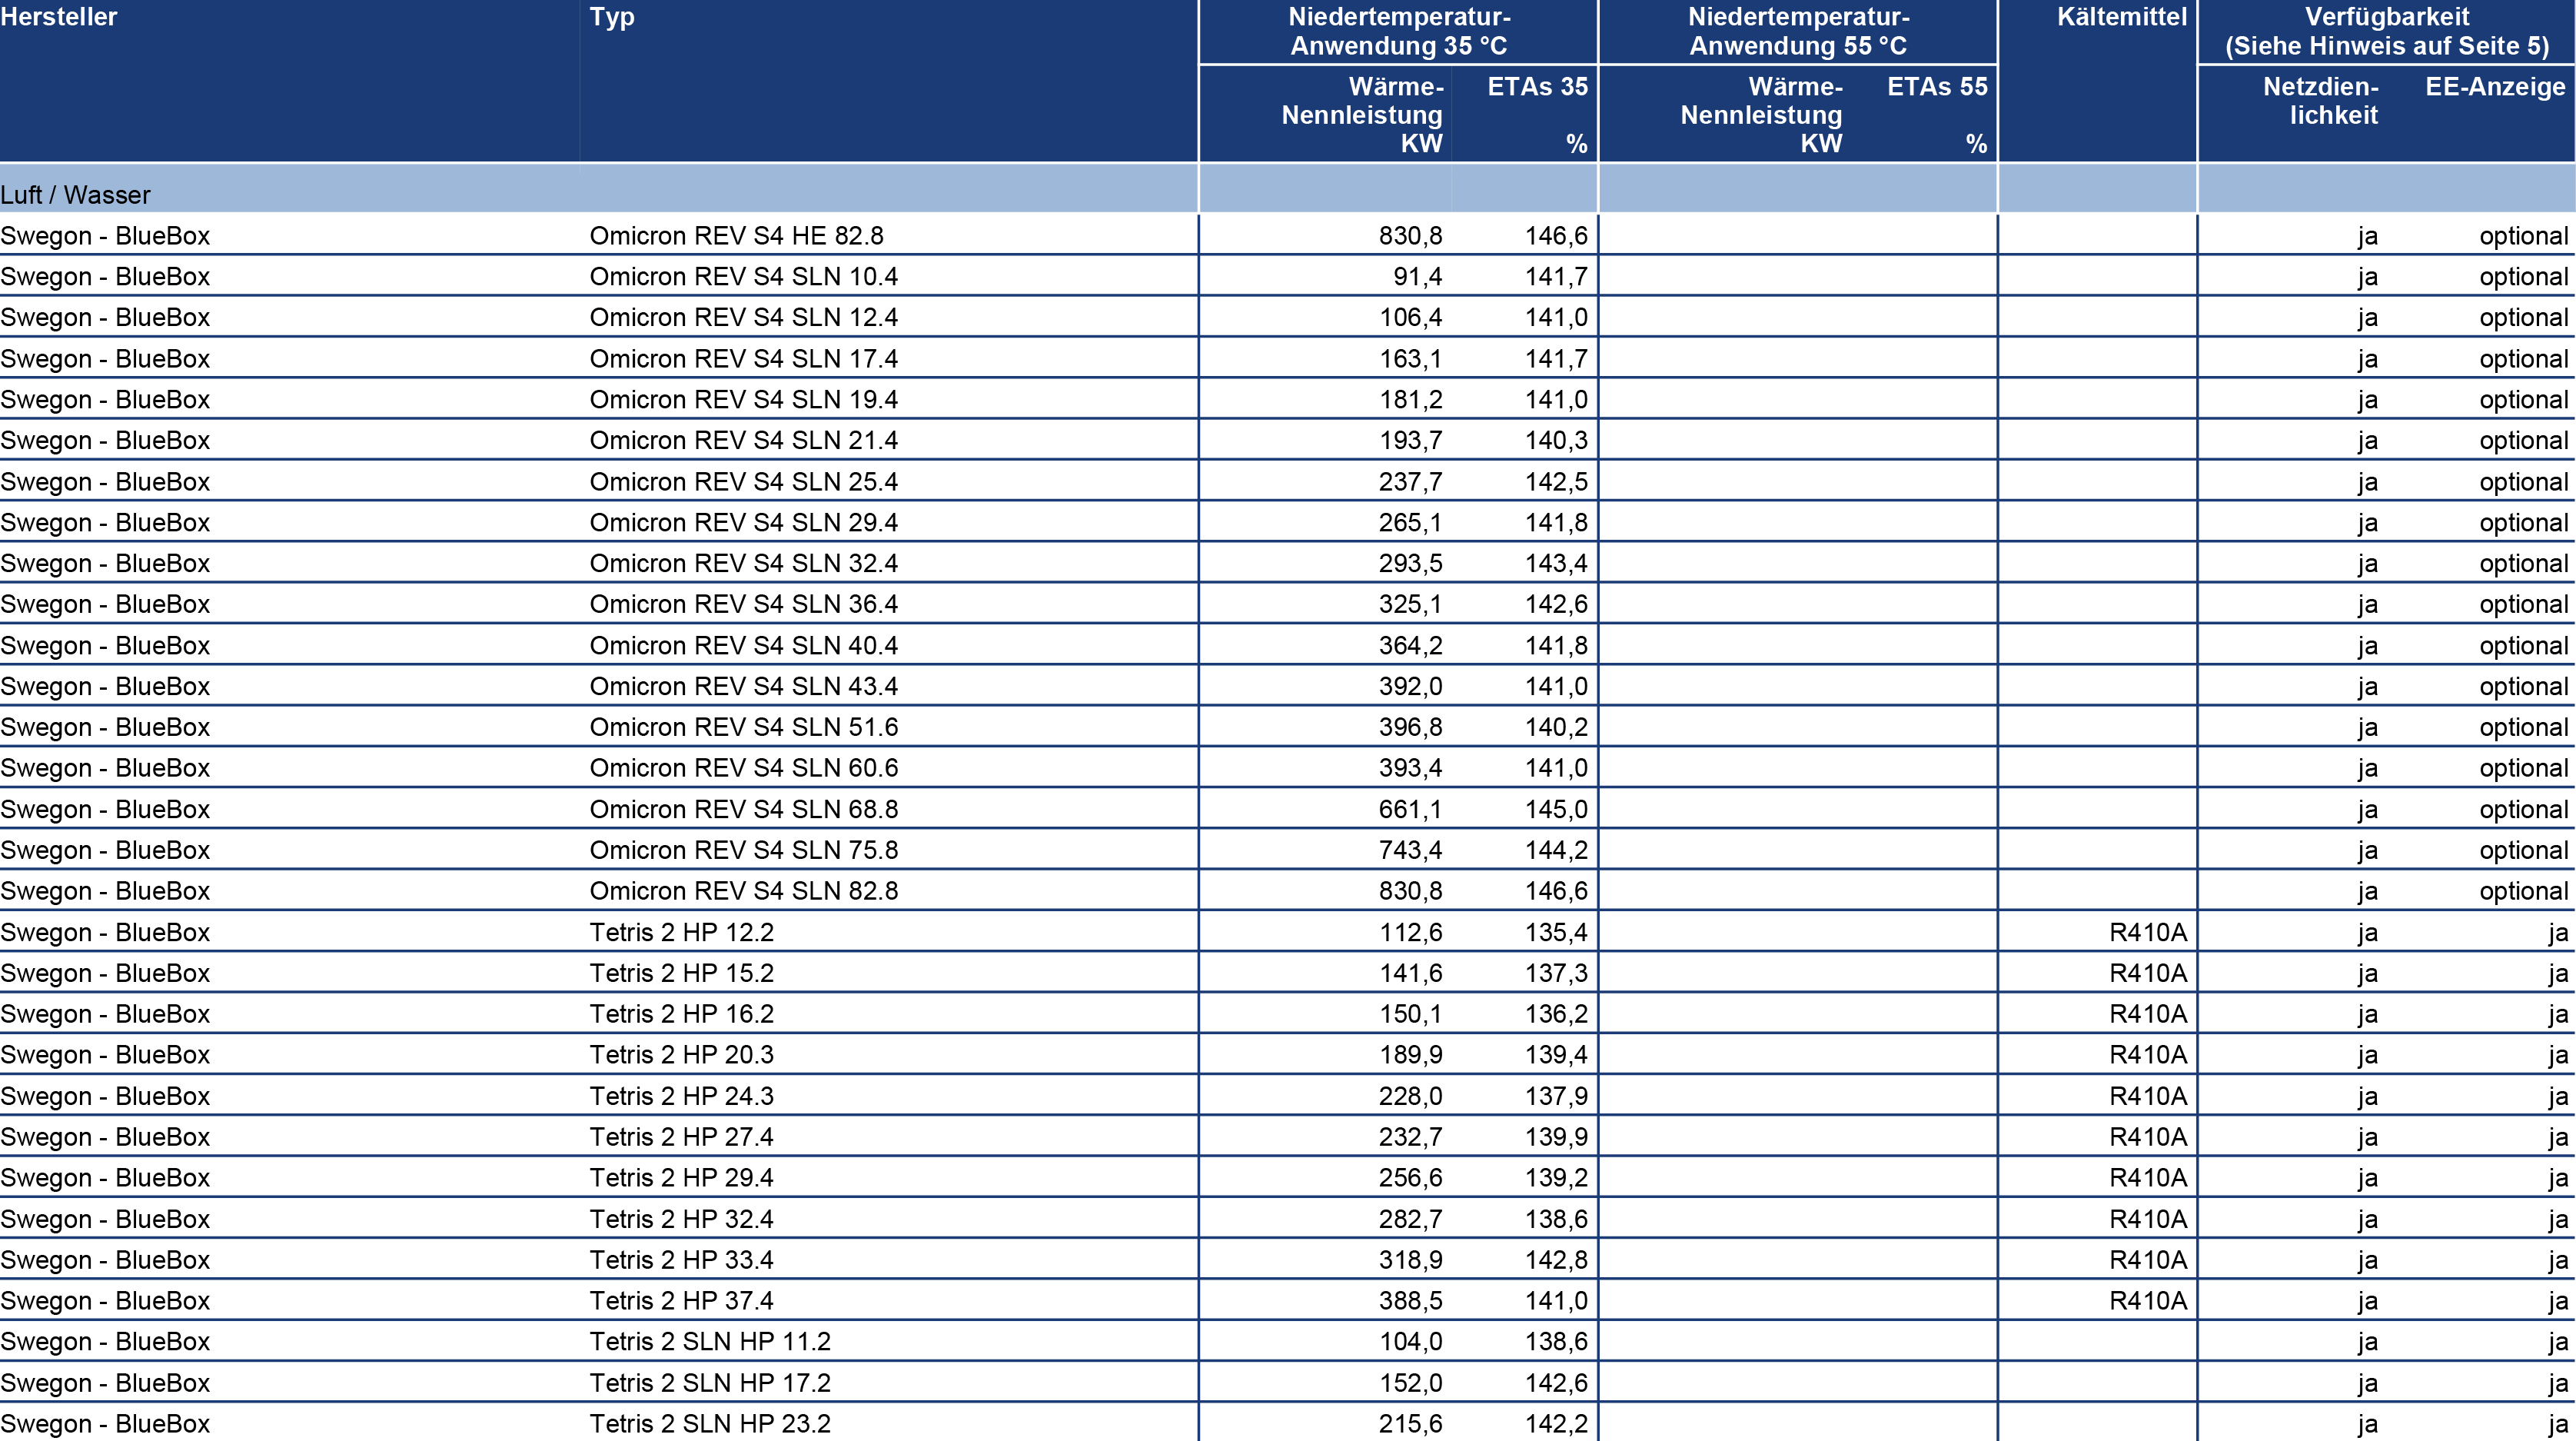 Hersteller Typ Niedertemperatur- Niedertemperatur- Kältemittel Verfügbarkeit
Anwendung 35 °C Anwendung 55 °C (Siehe Hinweis auf Seite 5)
Wärme- ETAs 35 Wärme- ETAs 55 Netzdien- EE-Anzeige
Nennleistung Nennleistung lichkeit
KW % KW %
Luft / Wasser
Swegon - BlueBox Omicron REV S4 HE 82.8 830,8 146,6 ja optional
Swegon - BlueBox Omicron REV S4 SLN 10.4 91,4 141,7 ja optional
Swegon - BlueBox Omicron REV S4 SLN 12.4 106,4 141,0 ja optional
Swegon - BlueBox Omicron REV S4 SLN 17.4 163,1 141,7 ja optional
Swegon - BlueBox Omicron REV S4 SLN 19.4 181,2 141,0 ja optional
Swegon - BlueBox Omicron REV S4 SLN 21.4 193,7 140,3 ja optional
Swegon - BlueBox Omicron REV S4 SLN 25.4 237,7 142,5 ja optional
Swegon - BlueBox Omicron REV S4 SLN 29.4 265,1 141,8 ja optional
Swegon - BlueBox Omicron REV S4 SLN 32.4 293,5 143,4 ja optional
Swegon - BlueBox Omicron REV S4 SLN 36.4 325,1 142,6 ja optional
Swegon - BlueBox Omicron REV S4 SLN 40.4 364,2 141,8 ja optional
Swegon - BlueBox Omicron REV S4 SLN 43.4 392,0 141,0 ja optional
Swegon - BlueBox Omicron REV S4 SLN 51.6 396,8 140,2 ja optional
Swegon - BlueBox Omicron REV S4 SLN 60.6 393,4 141,0 ja optional
Swegon - BlueBox Omicron REV S4 SLN 68.8 661,1 145,0 ja optional
Swegon - BlueBox Omicron REV S4 SLN 75.8 743,4 144,2 ja optional
Swegon - BlueBox Omicron REV S4 SLN 82.8 830,8 146,6 ja optional
Swegon - BlueBox Tetris 2 HP 12.2 112,6 135,4 R410A ja ja
Swegon - BlueBox Tetris 2 HP 15.2 141,6 137,3 R410A ja ja
Swegon - BlueBox Tetris 2 HP 16.2 150,1 136,2 R410A ja ja
Swegon - BlueBox Tetris 2 HP 20.3 189,9 139,4 R410A ja ja
Swegon - BlueBox Tetris 2 HP 24.3 228,0 137,9 R410A ja ja
Swegon - BlueBox Tetris 2 HP 27.4 232,7 139,9 R410A ja ja
Swegon - BlueBox Tetris 2 HP 29.4 256,6 139,2 R410A ja ja
Swegon - BlueBox Tetris 2 HP 32.4 282,7 138,6 R410A ja ja
Swegon - BlueBox Tetris 2 HP 33.4 318,9 142,8 R410A ja ja
Swegon - BlueBox Tetris 2 HP 37.4 388,5 141,0 R410A ja ja
Swegon - BlueBox Tetris 2 SLN HP 11.2 104,0 138,6 ja ja
Swegon - BlueBox Tetris 2 SLN HP 17.2 152,0 142,6 ja ja
Swegon - BlueBox Tetris 2 SLN HP 23.2 215,6 142,2 ja ja